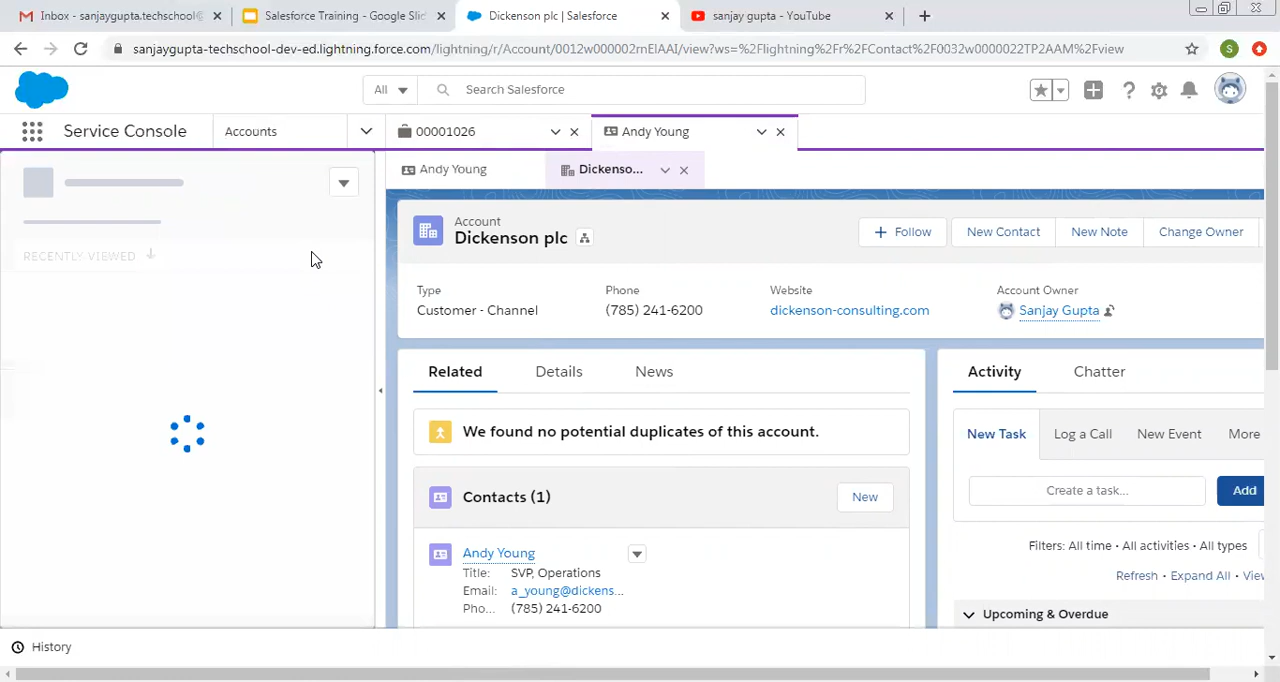 Inbox - sanjaygupta.techschool@
Salesforce Training - Google Slid
Dickenson plc | Salesforce
sanjay gupta - YouTube
sanjaygupta-techschool-dev-ed.lightning.force.com/lightning/r/Account/0012w000002rnEIAAI/view?ws=%2Flightning%2Fr%2FContact%2F0032w0000022TP2AAM%2Fview
S
All
Search Salesforce
Service Console
Accounts
00001026
Andy Young
Andy Young
Dickenso...
RECENTLY VIEWED
Account
Dickenson plc
Follow
New Contact
New Note
Change Owner
Type
Phone
Website
Account Owner
Customer - Channel
(785) 241-6200
dickenson-consulting.com
Sanjay Gupta
Related
Details
News
Activity
Chatter
We found no potential duplicates of this account.
New Task
Log a Call
New Event
More
Contacts (1)
New
Create a task...
Add
Andy Young
Title: SVP, Operations
Email: a_young@dickens...
Pho... (785) 241-6200
Filters: All time • All activities • All types
Refresh • Expand All • View
Upcoming & Overdue
History